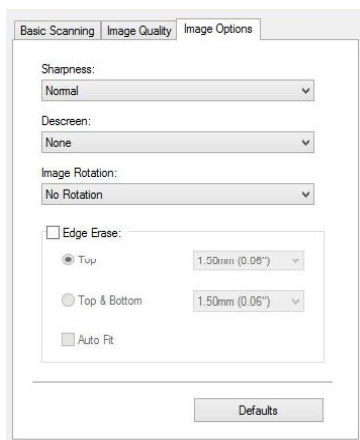 Basic Scanning Image Quality Image Options
Sharpness:
Normal
Descreen:
None
Image Rotation:
No Rotation
Edge Erase:
Top 1.50mm (0.06")
Top & Bottom 1.50mm (0.06")
Auto Fit
Defaults